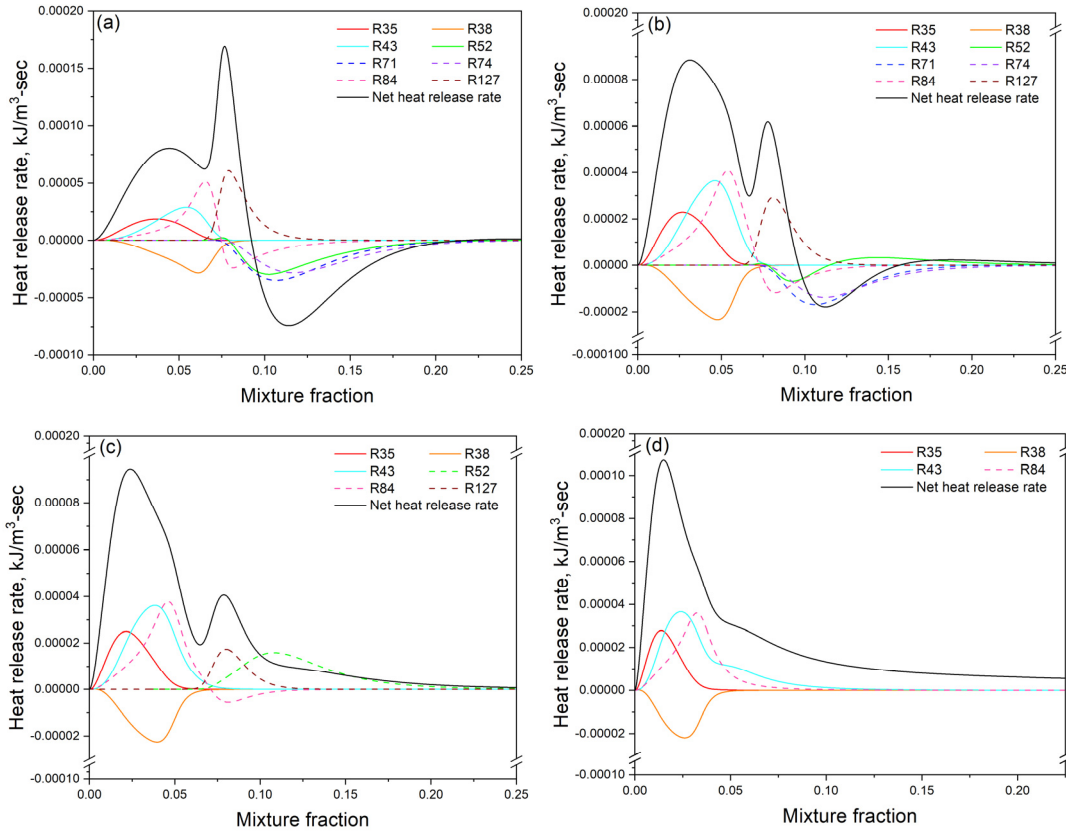 (a)
R35 R38
R43 R52
R71 R74
R84 R127
Net heat release rate
0.00020
0.00015
0.00010
0.00005
0.00000
-0.00005
-0.00010
Heat release rate, kJ/m³-sec
0.00 0.05 0.10 0.15 0.20 0.25
Mixture fraction
(b)
R35 R38
R43 R52
R71 R74
R84 R127
Net heat release rate
0.00020
0.00008
0.00006
0.00004
0.00002
0.00000
-0.00002
-0.000100
Heat release rate, kJ/m³-sec
0.00 0.05 0.10 0.15 0.20 0.25
Mixture fraction
(c)
R35 R38
R43 R52
R84 R127
Net heat release rate
0.00020
0.00008
0.00006
0.00004
0.00002
0.00000
-0.00002
-0.00010
Heat release rate, kJ/m³-sec
0.00 0.05 0.10 0.15 0.20 0.25
Mixture fraction
(d)
R35 R38
R43 R84
Net heat release rate
0.00020
0.00010
0.00008
0.00006
0.00004
0.00002
0.00000
-0.00002
-0.00010
Heat release rate, kJ/m³-sec
0.00 0.05 0.10 0.15 0.20
Mixture fraction